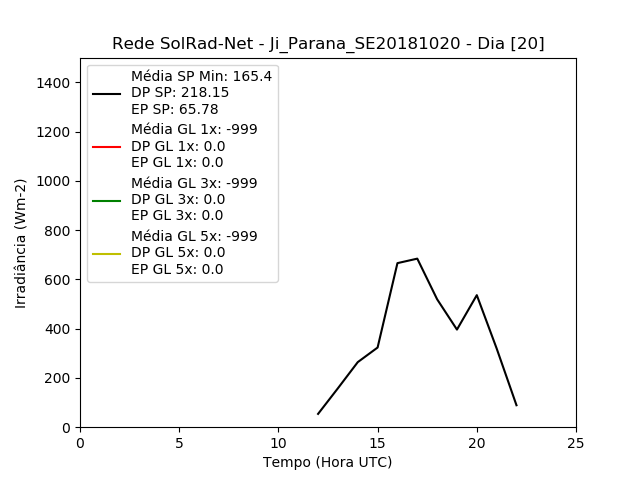 Rede SolRad-Net - Ji_Parana_SE20181020 - Dia [20]
Média SP Min: 165.4
DP SP: 218.15
EP SP: 65.78
Média GL 1x: -999
DP GL 1x: 0.0
EP GL 1x: 0.0
Média GL 3x: -999
DP GL 3x: 0.0
EP GL 3x: 0.0
Média GL 5x: -999
DP GL 5x: 0.0
EP GL 5x: 0.0
Irradiância (Wm-2)
1400
1200
1000
800
600
400
200
0
0 5 10 15 20 25
Tempo (Hora UTC)